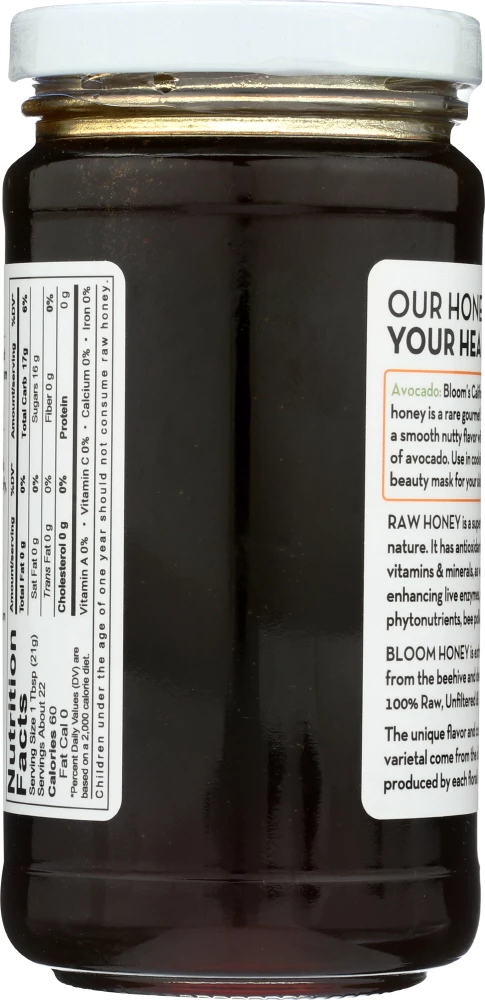 Nutrition
Facts
Serving Size 1 Tbsp (21g)
Servings About 22
Calories 60
Fat Cal 0
*Percent Daily Values (DV) are
based on a 2,000 calorie diet.
Amount/serving %DV* Amount/serving %DV*
Total Fat 0 g 0% Total Carb 17g 6%
Sat Fat 0 g 0% Sugars 16 g
Trans Fat 0 g 0% Fiber 0 g 0%
Cholesterol 0 g 0% Protein 0 g
Vitamin A 0% • Vitamin C 0% • Calcium 0% • Iron 0%
Children under the age of one year should not consume raw honey.
OUR HONE
YOUR HEA
Avocado: Bloom's Calif
honey is a rare gourmet
a smooth nutty flavor
of avocado. Use in
beauty mask for your
RAW HONEY is a
nature. It has
vitamins & minerals,
enhancing live enzymes,
phytonutrients, bee
BLOOM HONEY is
from the beehive and
100% Raw, Unfiltered
The unique flavor and
varietal come from the
produced by each floral